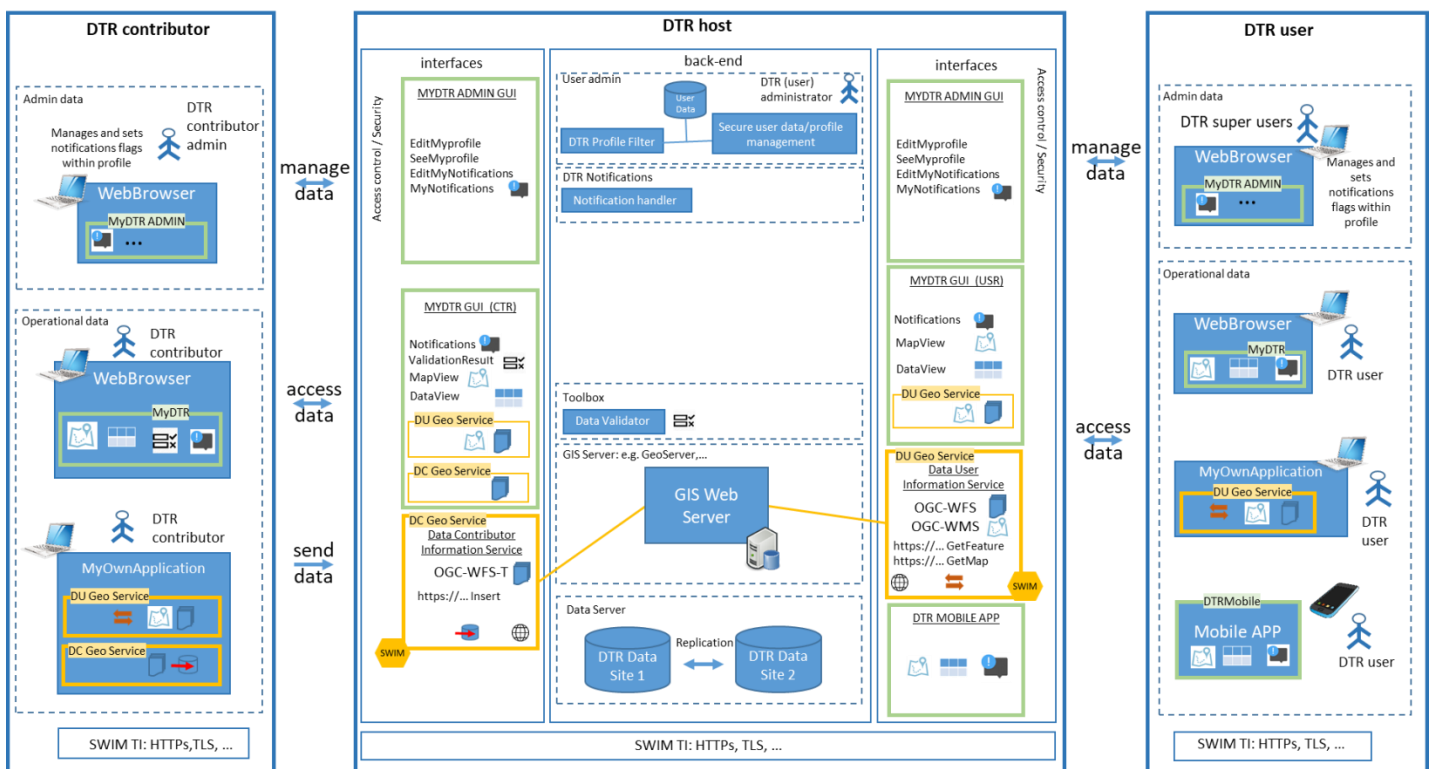 DTR contributor
Admin data
DTR
contributor
admin
Manages and sets
notifications flags
within profile
WebBrowser
MyDTR ADMIN
...
Operational data
DTR
contributor
WebBrowser
MyDTR
DTR
contributor
MyOwnApplication
DU Geo Service
DC Geo Service
SWIM TI: HTTPs,TLS, ...
manage
data
access
data
send
data
DTR host
interfaces
Access control / Security
MYDTR ADMIN GUI
EditMyprofile
SeeMyprofile
EditMyNotifications
MyNotifications
MYDTR GUI (CTR)
Notifications
ValidationResult
MapView
DataView
DU Geo Service
DC Geo Service
DC Geo Service
Data Contributor
Information Service
OGC-WFS-T
https://... Insert
SWIM
back-end
User admin
User
Data
DTR (user)
administrator
DTR Profile Filter
Secure user data/profile
management
DTR Notifications
Notification handler
Toolbox
Data Validator
GIS Server: e.g. GeoServer,...
GIS Web
Server
Data Server
DTR Data
Site 1
Replication
DTR Data
Site 2
interfaces
Access control / Security
MYDTR ADMIN GUI
EditMyprofile
SeeMyprofile
EditMyNotifications
MyNotifications
MYDTR GUI (USR)
Notifications
MapView
DataView
DU Geo Service
DU Geo Service
Data User
Information Service
OGC-WFS
OGC-WMS
https://... GetFeature
https://... GetMap
SWIM
DTR MOBILE APP
SWIM TI: HTTPs, TLS, ...
manage
data
access
data
DTR user
Admin data
DTR super users
WebBrowser
MyDTR ADMIN
...
Manages and
sets
notifications
flags within
profile
Operational data
WebBrowser
MyDTR
DTR user
MyOwnApplication
DU Geo Service
DTR
user
DTRMobile
Mobile APP
DTR user
SWIM TI: HTTPs, TLS, ...